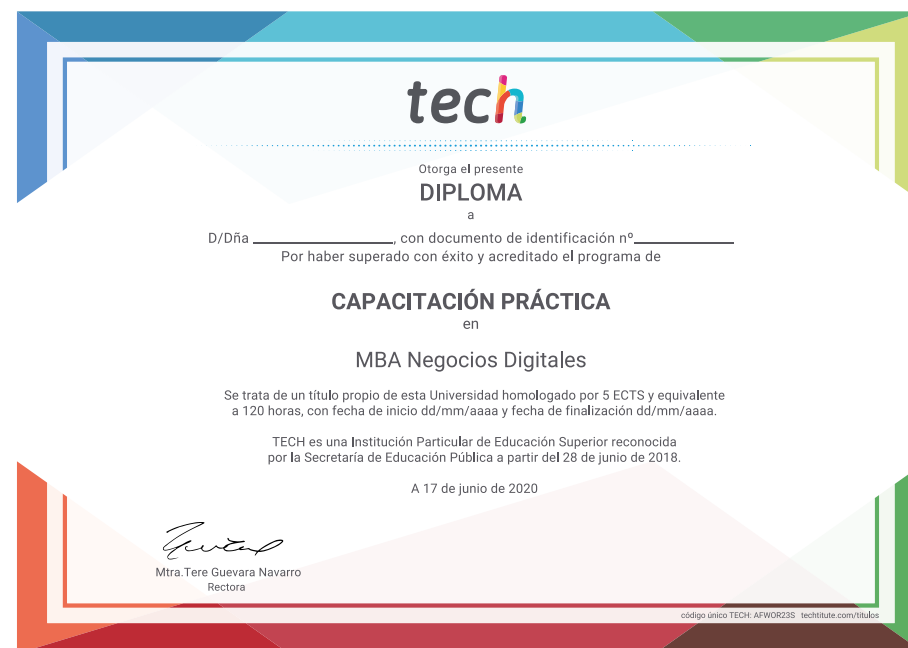 tech
Otorga el presente
DIPLOMA
a
D/Dña ____________________, con documento de identificación nº______________
Por haber superado con éxito y acreditado el programa de
CAPACITACIÓN PRÁCTICA
en
MBA Negocios Digitales
Se trata de un título propio de esta Universidad homologado por 5 ECTS y equivalente
a 120 horas, con fecha de inicio dd/mm/aaaa y fecha de finalización dd/mm/aaaa.
TECH es una Institución Particular de Educación Superior reconocida
por la Secretaría de Educación Pública a partir del 28 de junio de 2018.
A 17 de junio de 2020
Mtra.Tere Guevara Navarro
Rectora
código único TECH: AFWOR23S techtitute.com/titulos